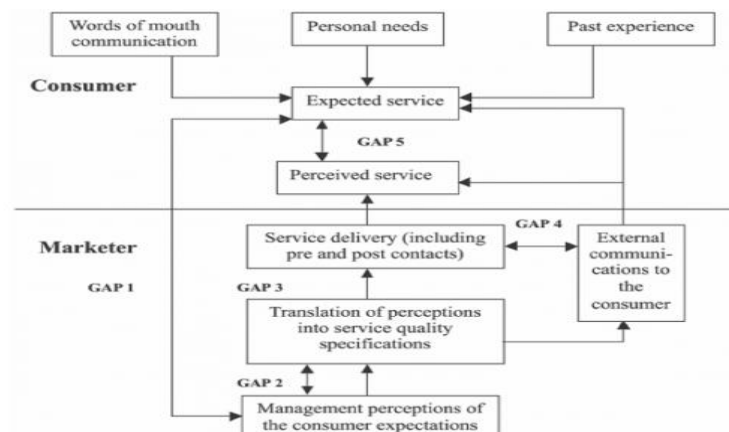 Words of mouth
communication
Personal needs
Past experience
Consumer
Expected service
GAP 5
Perceived service
Marketer
Service delivery (including
pre and post contacts)
GAP 4
External
communi-
cations to
the
consumer
GAP 1
GAP 3
Translation of perceptions
into service quality
specifications
GAP 2
Management perceptions of
the consumer expectations